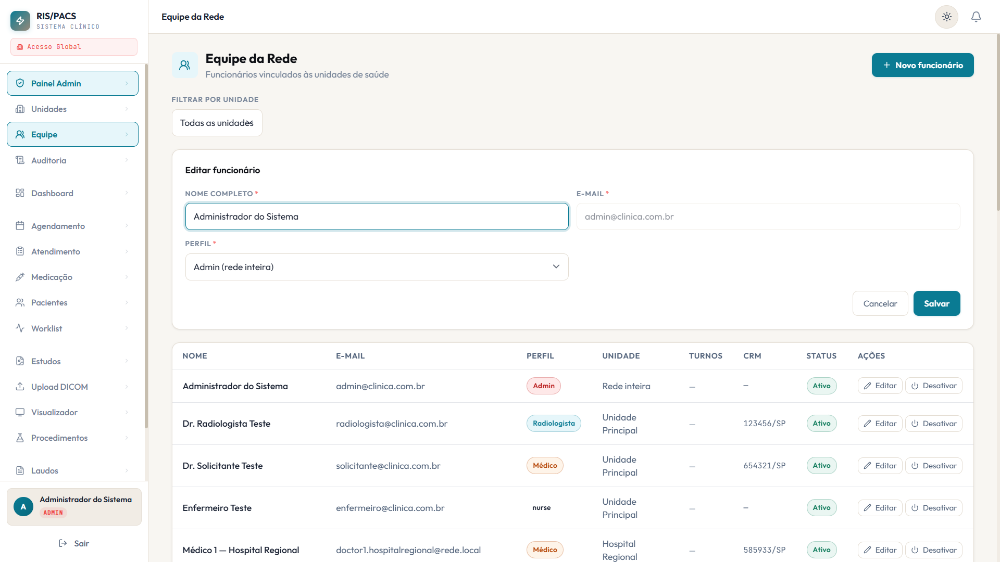 RIS/PACS
SISTEMA CLÍNICO
Acesso Global
Painel Admin
Unidades
Equipe
Auditoria
Dashboard
Agendamento
Atendimento
Medicação
Pacientes
Worklist
Estudos
Upload DICOM
Visualizador
Procedimentos
Laudos
A
Administrador do Sistema
ADMIN
Sair
Equipe da Rede
Equipe da Rede
Funcionários vinculados às unidades de saúde
+ Novo funcionário
FILTRAR POR UNIDADE
Todas as unidades
Editar funcionário
NOME COMPLETO *
Administrador do Sistema
E-MAIL *
admin@clinica.com.br
PERFIL *
Admin (rede inteira)
Cancelar
Salvar
NOME E-MAIL PERFIL UNIDADE TURNOS CRM STATUS AÇÕES
Administrador do Sistema admin@clinica.com.br Admin Rede inteira — — Ativo Editar Desativar
Dr. Radiologista Teste radiologista@clinica.com.br Radiologista Unidade Principal — 123456/SP Ativo Editar Desativar
Dr. Solicitante Teste solicitante@clinica.com.br Médico Unidade Principal — 654321/SP Ativo Editar Desativar
Enfermeiro Teste enfermeiro@clinica.com.br nurse Unidade Principal — — Ativo Editar Desativar
Médico 1 — Hospital Regional doctor1.hospitalregional@rede.local Médico Hospital Regional — 585933/SP Ativo Editar Desativar